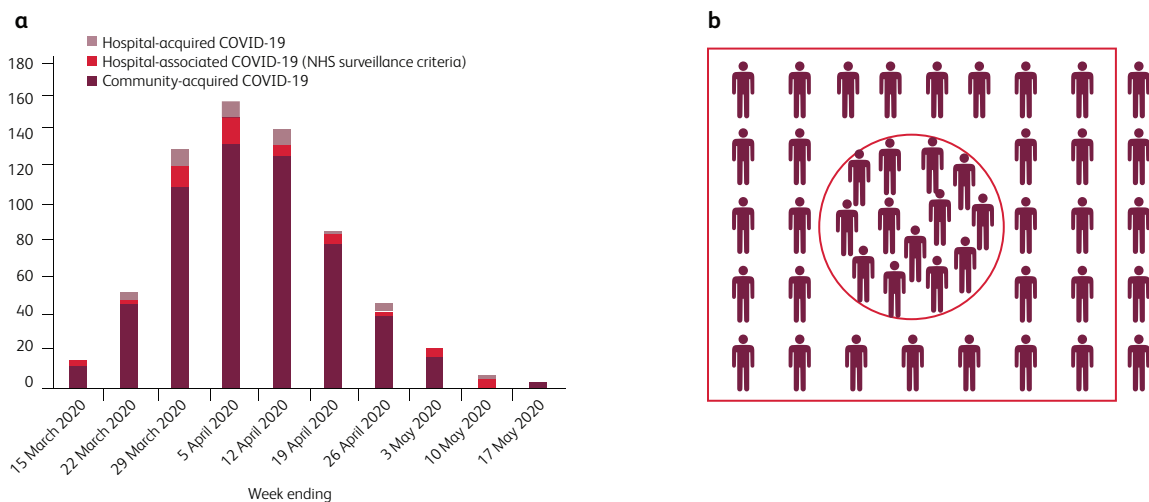 a
Hospital-acquired COVID-19
Hospital-associated COVID-19 (NHS surveillance criteria)
Community-acquired COVID-19
180
160
140
120
100
80
60
40
20
0
15 March 2020
22 March 2020
29 March 2020
5 April 2020
12 April 2020
19 April 2020
26 April 2020
3 May 2020
10 May 2020
17 May 2020
Week ending
b